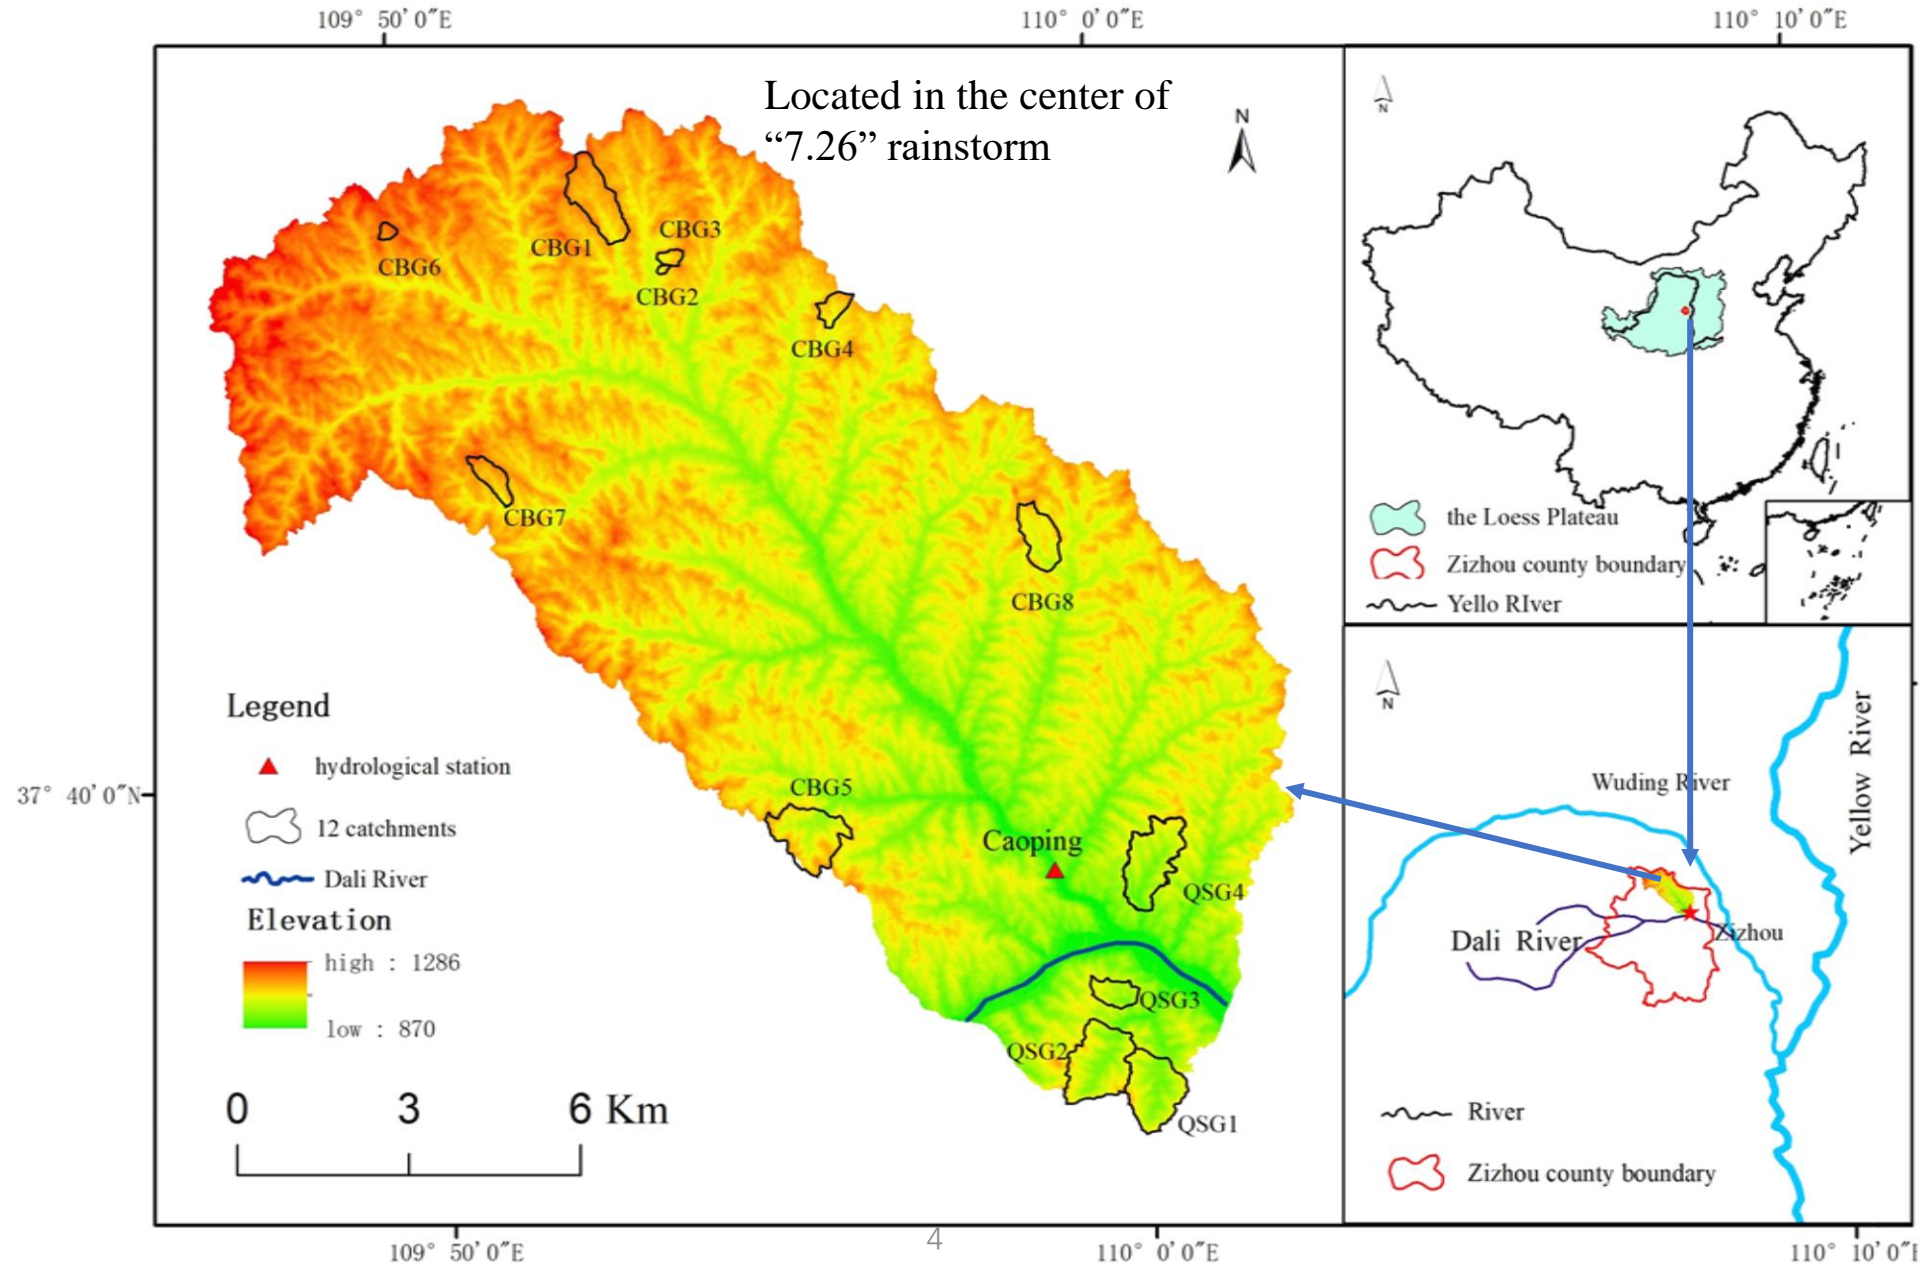 109° 50′0″E
110° 0′0″E
110° 10′0″E
Located in the center of
“7.26” rainstorm
N
N
CBG3
CBG1
CBG6
CBG2
CBG4
CBG7
CBG8
the Loess Plateau
Zizhou county boundary
Yello RIver
Legend
hydrological station
12 catchments
Dali River
Elevation
high : 1286
low : 870
0 3 6 Km
37° 40′0″N
CBG5
Caoping
QSG4
QSG3
QSG2
QSG1
N
Wuding River
Yellow River
Dali River
Zizhou
River
Zizhou county boundary
109° 50′0″E
4
110° 0′0″E
110° 10′0″E